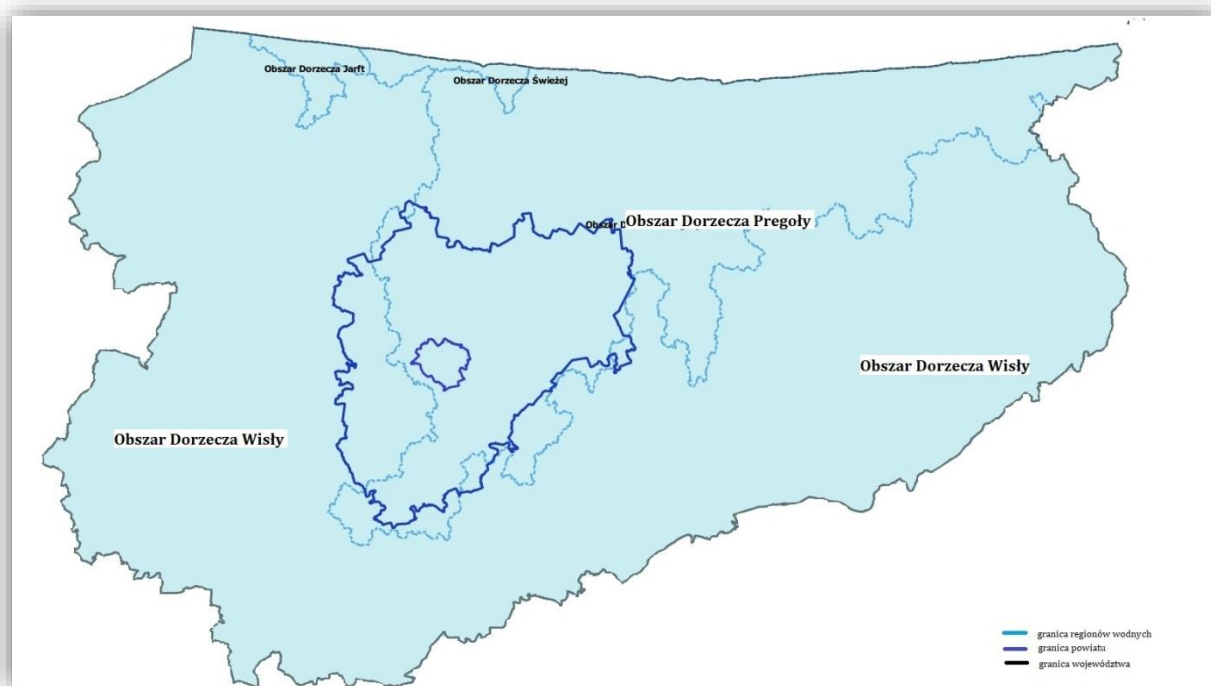 Obszar Dorzecza Jarft
Obszar Dorzecza Świeżej
Obszar D
Obszar Dorzecza Pregoły
Obszar Dorzecza Wisły
Obszar Dorzecza Wisły
granica regionów wodnych
granica powiatu
granica województwa